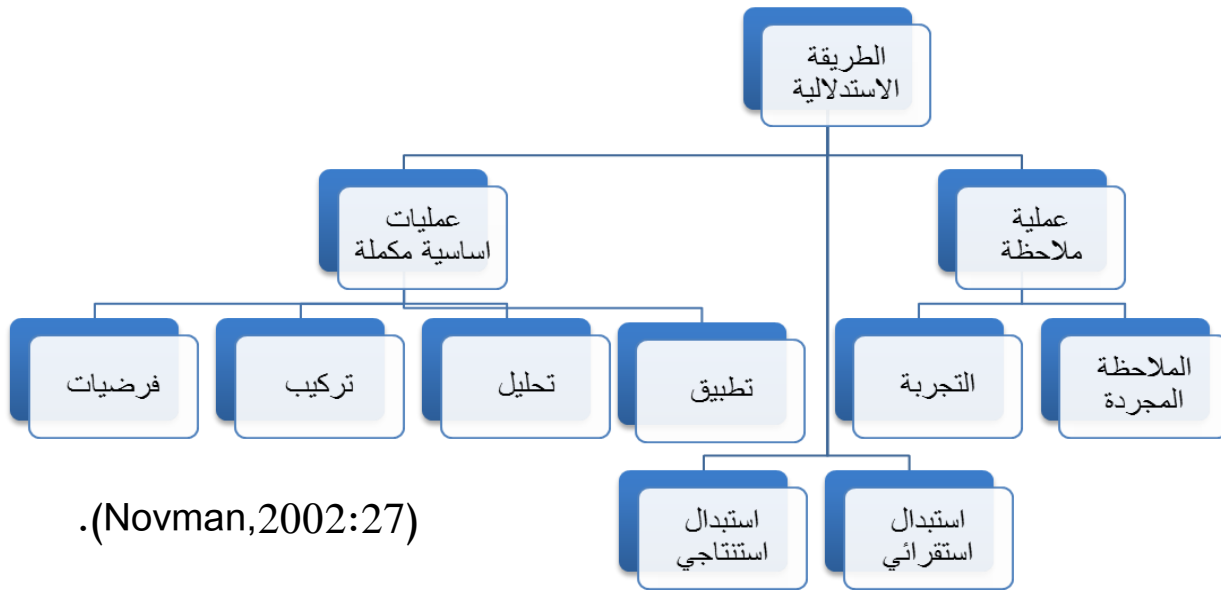 الطريقة
الاستدلالية
عملية
ملاحظة
عمليات
اساسية مكملة
الملاحظة
المجردة
التجربة
تطبيق
تحليل
تركيب
فرضيات
استبدال
استقرائي
استبدال
استنتاجي
(Novman,2002:27).